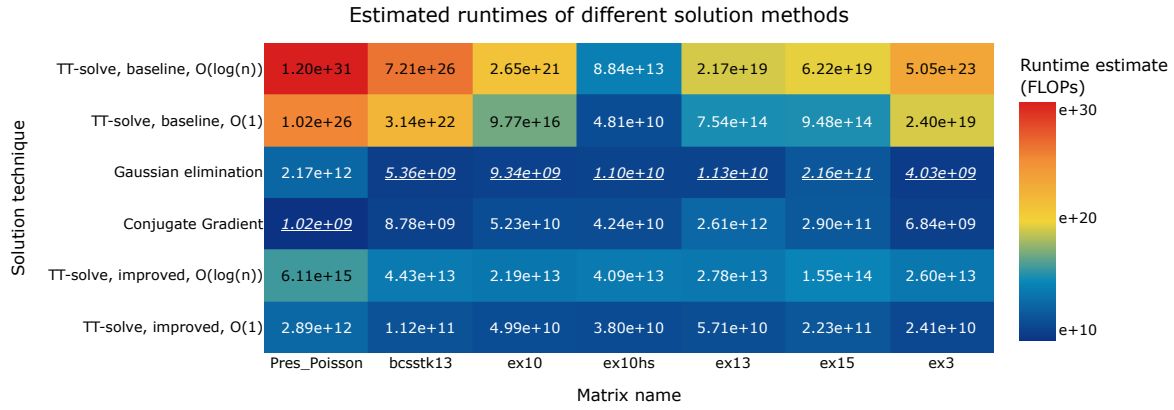 Estimated runtimes of different solution methods
Solution technique
TT-solve, baseline, O(log(n)) 1.20e+31 7.21e+26 2.65e+21 8.84e+13 2.17e+19 6.22e+19 5.05e+23
TT-solve, baseline, O(1) 1.02e+26 3.14e+22 9.77e+16 4.81e+10 7.54e+14 9.48e+14 2.40e+19
Gaussian elimination 2.17e+12 5.36e+09 9.34e+09 1.10e+10 1.13e+10 2.16e+11 4.03e+09
Conjugate Gradient 1.02e+09 8.78e+09 5.23e+10 4.24e+10 2.61e+12 2.90e+11 6.84e+09
TT-solve, improved, O(log(n)) 6.11e+15 4.43e+13 2.19e+13 4.09e+13 2.78e+13 1.55e+14 2.60e+13
TT-solve, improved, O(1) 2.89e+12 1.12e+11 4.99e+10 3.80e+10 5.71e+10 2.23e+11 2.41e+10
Pres_Poisson bcsstk13 ex10 ex10hs ex13 ex15 ex3
Matrix name
Runtime estimate
(FLOPs)
e+30
e+20
e+10